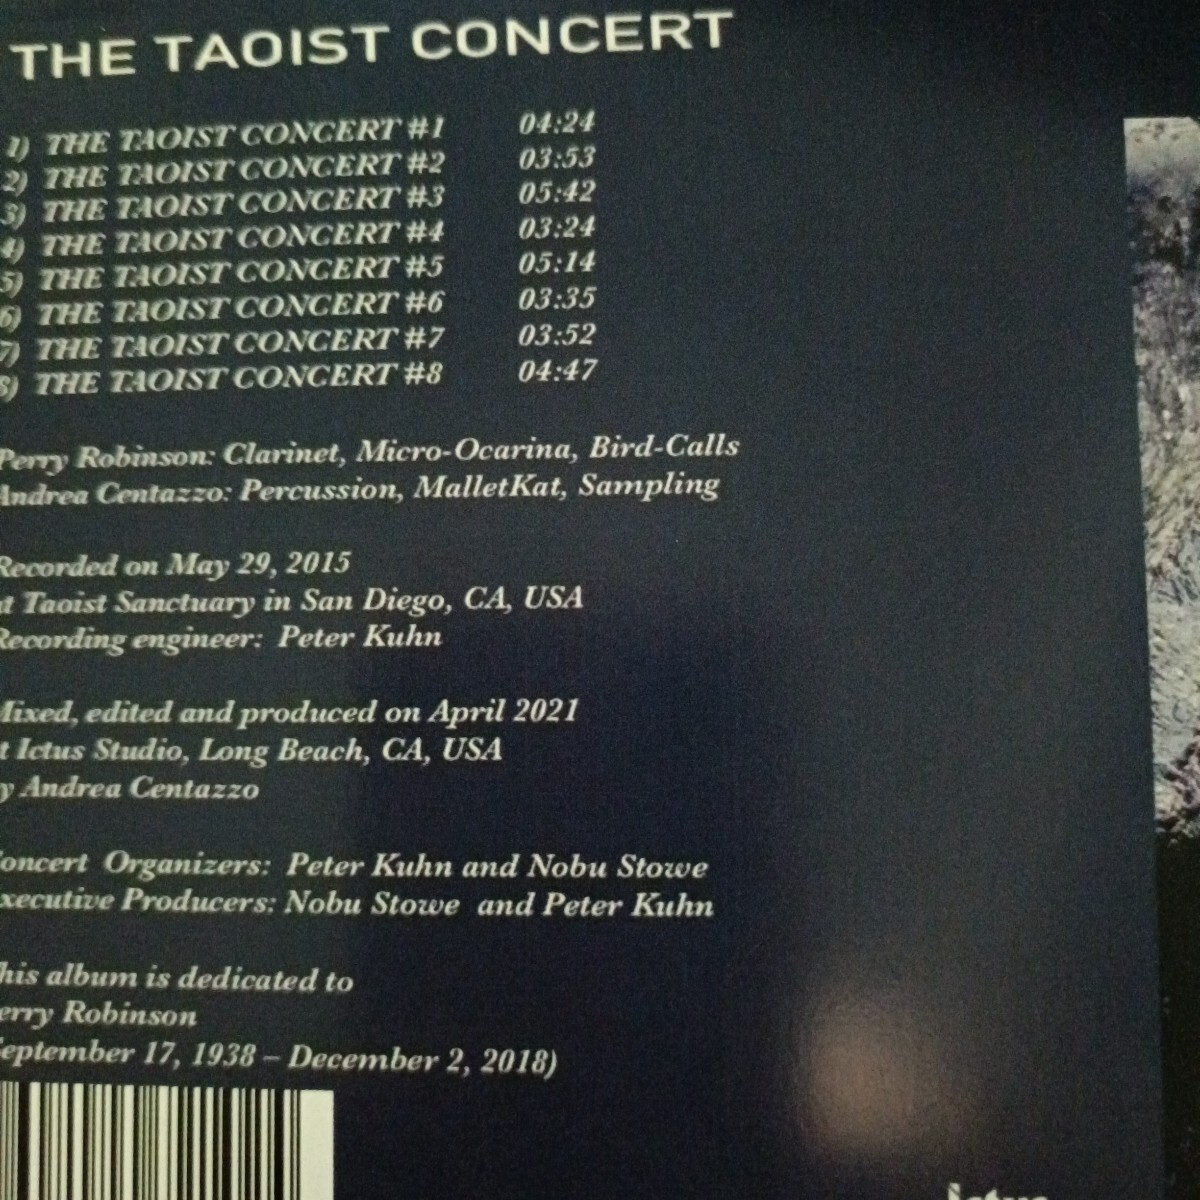 THE TAOIST CONCERT
1) THE TAOIST CONCERT #1 04:24
2) THE TAOIST CONCERT #2 03:53
3) THE TAOIST CONCERT #3 05:42
4) THE TAOIST CONCERT #4 03:24
5) THE TAOIST CONCERT #5 05:14
6) THE TAOIST CONCERT #6 03:35
7) THE TAOIST CONCERT #7 03:52
8) THE TAOIST CONCERT #8 04:47
Perry Robinson: Clarinet, Micro-Ocarina, Bird-Calls
Andrea Centazzo: Percussion, MalletKat, Sampling
Recorded on May 29, 2015
at Taoist Sanctuary in San Diego, CA, USA
Recording engineer: Peter Kuhn
Mixed, edited and produced on April 2021
t Ictus Studio, Long Beach, CA, USA
y Andrea Centazzo
oncert Organizers: Peter Kuhn and Nobu Stowe
xecutive Producers: Nobu Stowe and Peter Kuhn
his album is dedicated to
erry Robinson
eptember 17, 1938 – December 2, 2018)